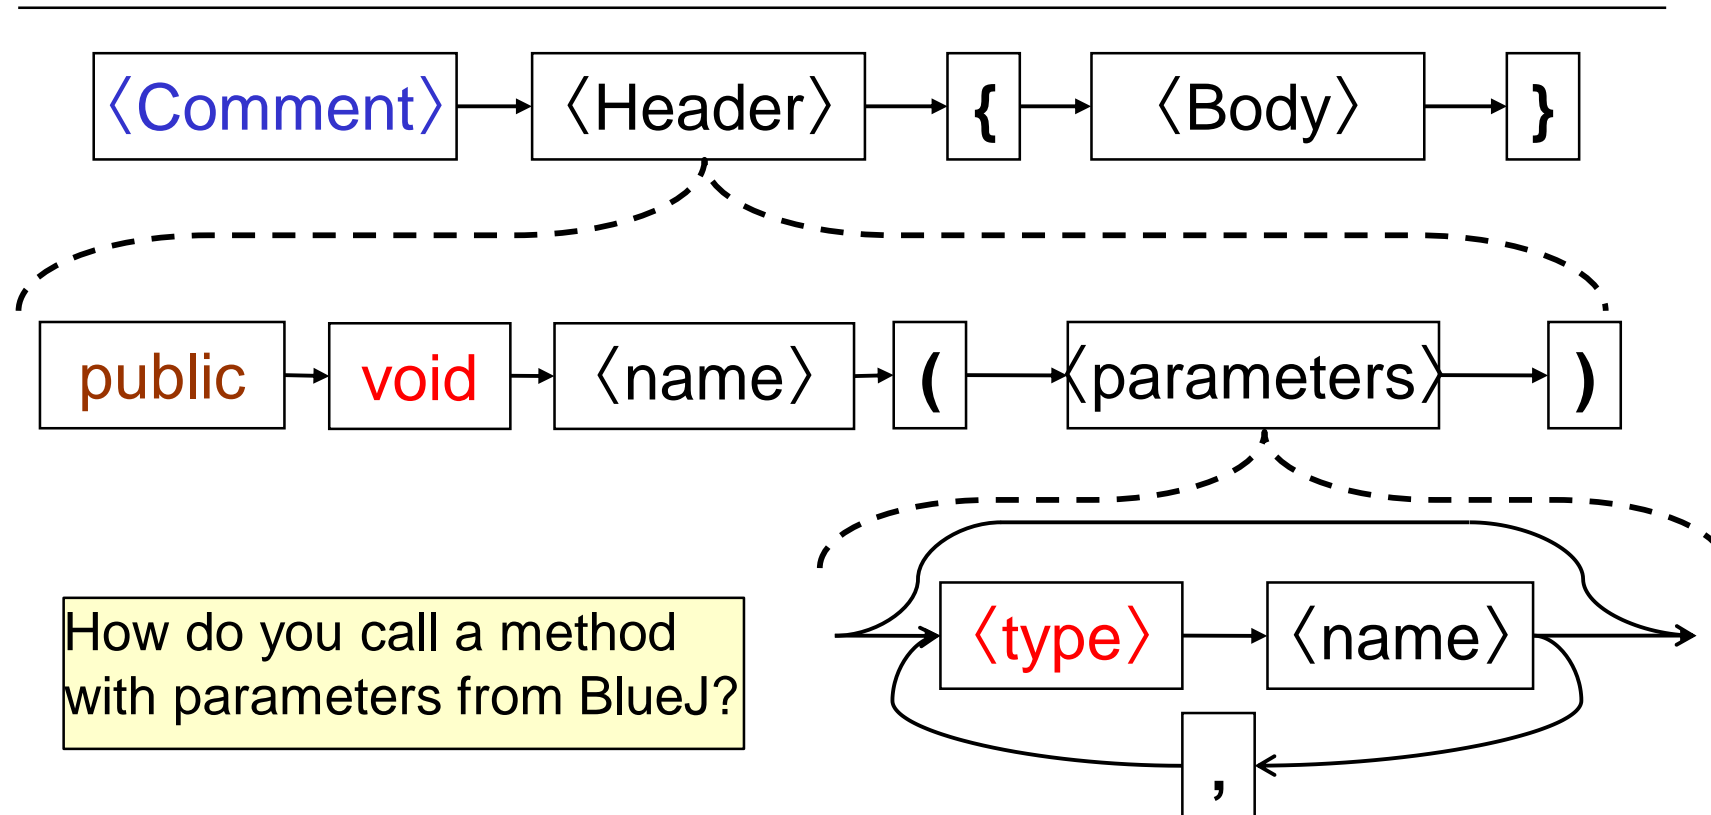 〈Comment〉 〈Header〉 { 〈Body〉 }
public void 〈name〉 ( 〈parameters〉 )
〈type〉 〈name〉
,
How do you call a method
with parameters from BlueJ?